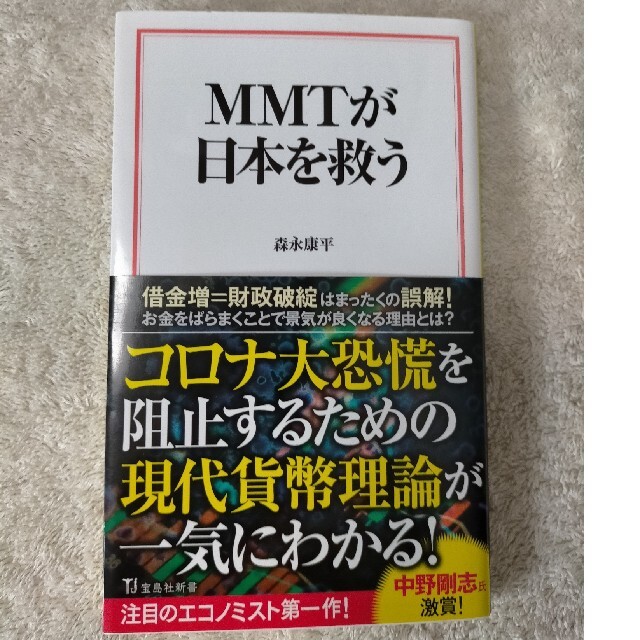 MMTが
日本を救う
森永康平
借金増=財政破綻はまったくの誤解!
お金をばらまくことで景気が良くなる理由とは?
コロナ大恐慌を
阻止するための
現代貨幣理論が
一気にわかる!
TJ 宝島社新書
中野剛志氏
激賞!
注目のエコノミスト第一作!